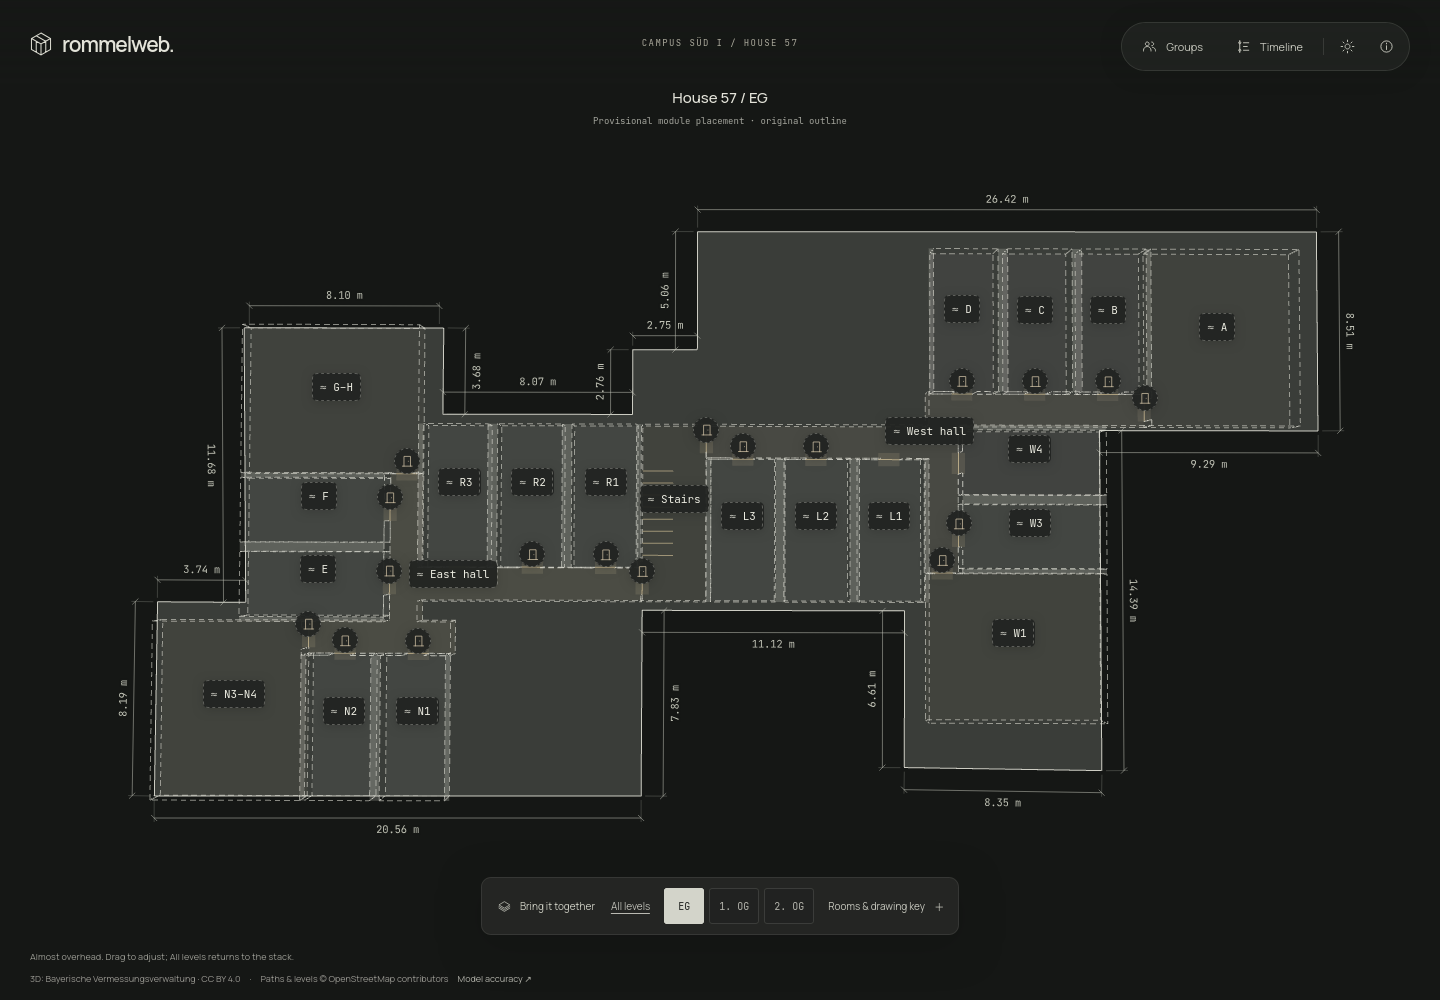 rommelweb.
CAMPUS SÜD I / HOUSE 57
Groups
Timeline
House 57 / EG
Provisional module placement · original outline
26.42 m
5.06 m
8.10 m
2.75 m
8.51 m
3.68 m
8.07 m
2.76 m
≈ D
≈ C
≈ B
≈ A
≈ G–H
≈ West hall
≈ W4
11.68 m
9.29 m
≈ R3
≈ R2
≈ R1
≈ F
≈ Stairs
≈ L3
≈ L2
≈ L1
≈ W3
3.74 m
≈ E
≈ East hall
14.39 m
≈ W1
11.12 m
8.19 m
≈ N3–N4
≈ N2
≈ N1
7.83 m
6.61 m
8.35 m
20.56 m
Bring it together
All levels
EG
1. OG
2. OG
Rooms & drawing key +
Almost overhead. Drag to adjust; All levels returns to the stack.
3D: Bayerische Vermessungsverwaltung · CC BY 4.0 · Paths & levels © OpenStreetMap contributors Model accuracy ↗